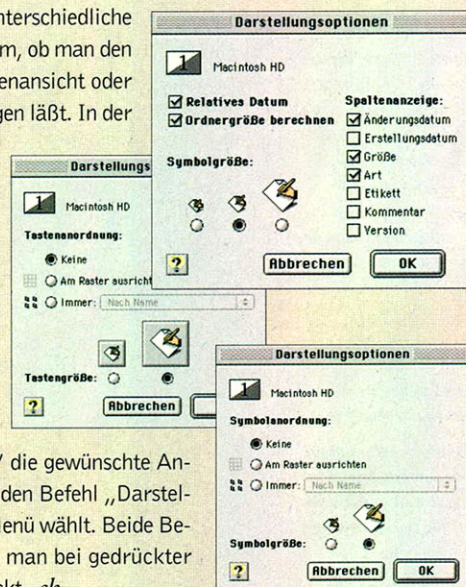 nterschiedliche
m, ob man den
enansicht oder
gen läßt. In der
Darstellungsoptionen
1 Macintosh HD
Relatives Datum
Ordnergröße berechnen
Symbolgröße:
Spaltenanzeige:
Änderungsdatum
Erstellungsdatum
Größe
Art
Etikett
Kommentar
Version
? Abbrechen OK
Darstellungs
1 Macintosh HD
Tastenanordnung:
Keine
Am Raster ausricht
Immer: Nach Name
Tastengröße:
? Abbrechen
Darstellungsoptionen
1 Macintosh HD
Symbolanordnung:
Keine
Am Raster ausrichten
Immer: Nach Name
Symbolgröße:
? Abbrechen OK
" die gewünschte An-
den Befehl „Darstel-
enü wählt. Beide Be-
man bei gedrückter